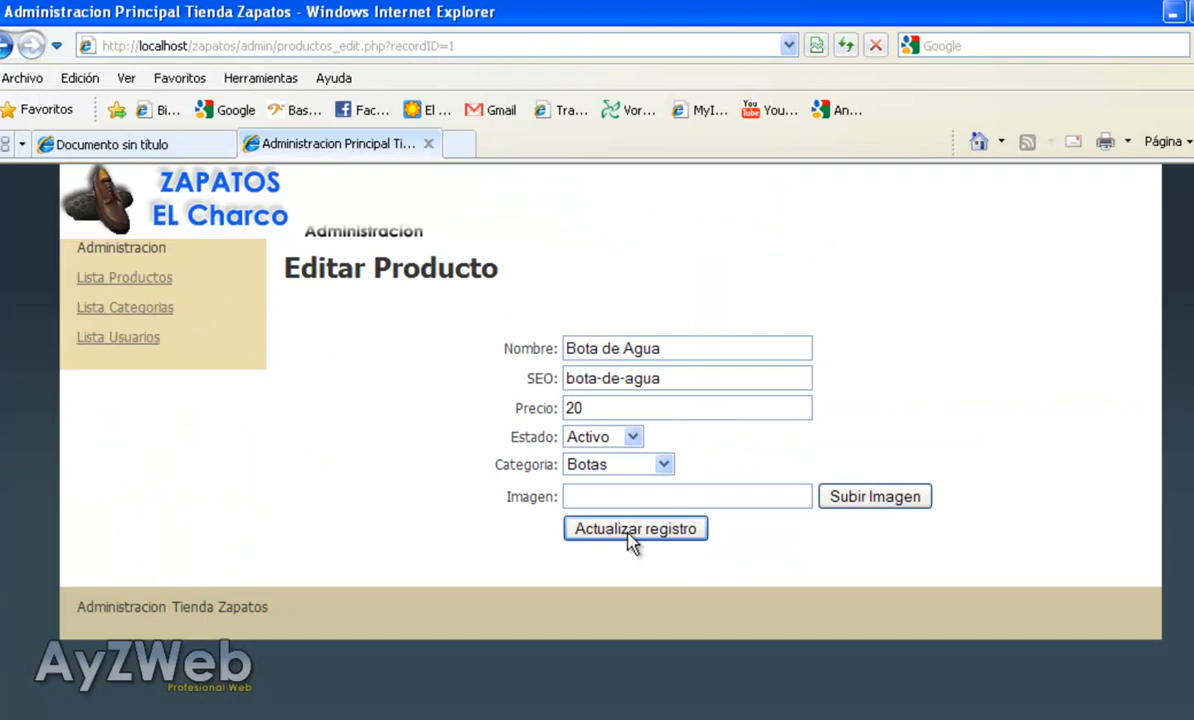 Administracion Principal Tienda Zapatos - Windows Internet Explorer
http://localhost/zapatos/admin/productos_edit.php?recordID=1
Google
Archivo Edición Ver Favoritos Herramientas Ayuda
Favoritos Bi... Google Bas... Fac... El ... Gmail Tra... Vor... MyI... You Tube You... An...
Documento sin título Administracion Principal Ti... Página
ZAPATOS
EL Charco
Administración
Administracion
Editar Producto
Lista Productos
Lista Categorias
Lista Usuarios
Nombre: Bota de Agua
SEO: bota-de-agua
Precio: 20
Estado: Activo
Categoria: Botas
Imagen: Subir Imagen
Actualizar registro
Administracion Tienda Zapatos
AyZWeb
Profesional Web